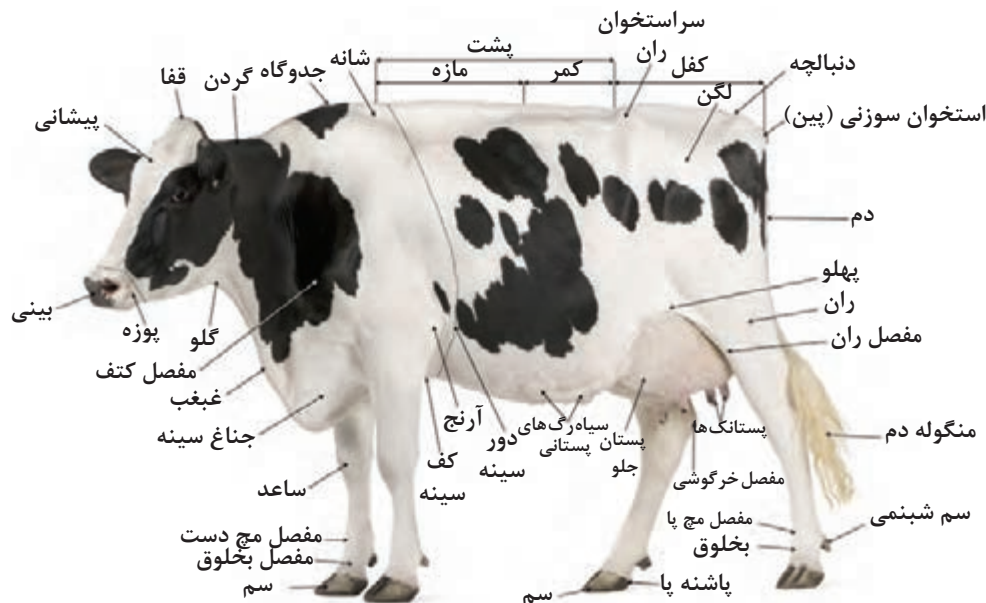 سراستخوان
ران
پشت
کفل
کمر
مازه
شانه
جدوگاه
گردن
قفا
پیشانی
دنبالچه
لگن
استخوان سوزنی (پین)
دم
پهلو
ران
مفصل ران
بینی
پوزه
گلو
مفصل کتف
غبغب
جناغ سینه
آرنج
دور
سینه
کف
سینه
سیاه‌رگ‌های
پستانی
پستان
جلو
پستانک‌ها
مفصل خرگوشی
منگوله دم
ساعد
مفصل مچ دست
مفصل بخلوق
سم
مفصل مچ پا
بخلوق
سم شبنمی
پاشنه پا
سم